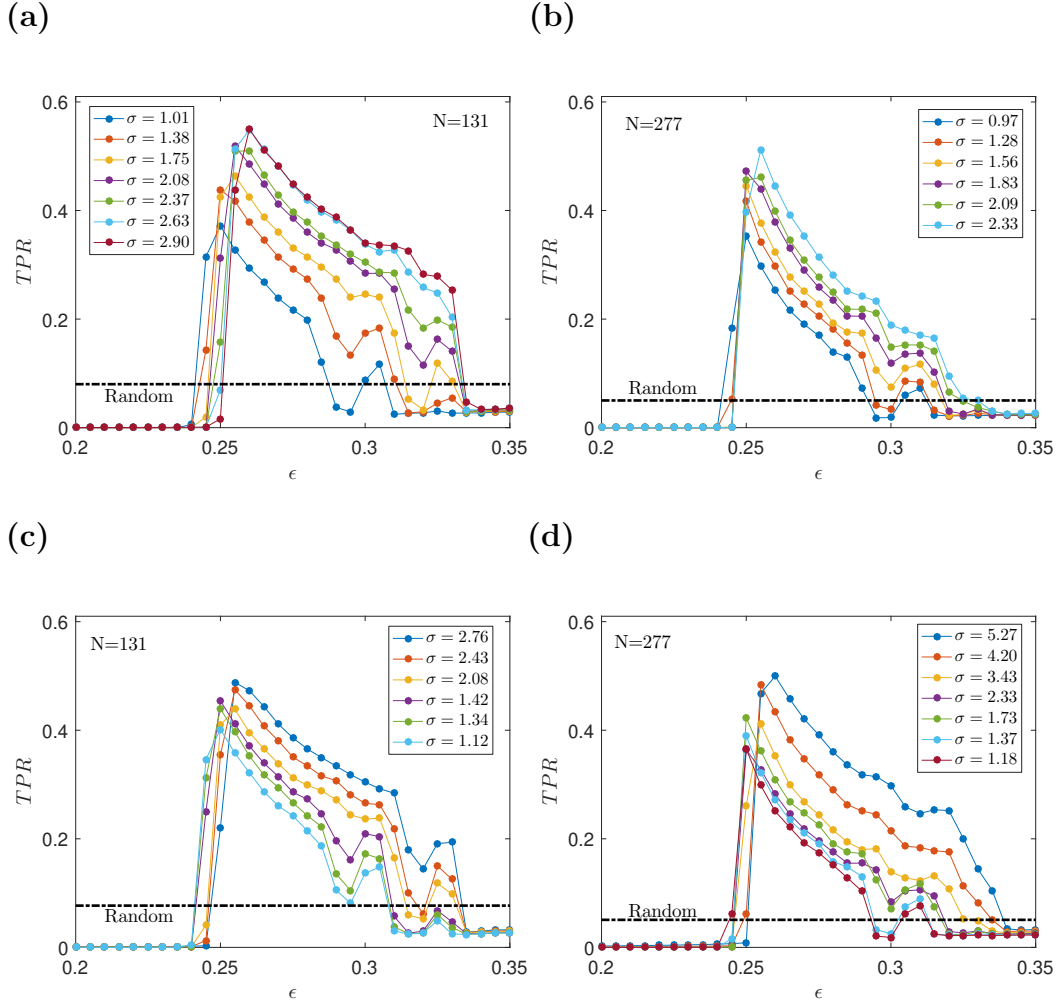 (a)
0.6
0.4
0.2
0
TPR
σ = 1.01
σ = 1.38
σ = 1.75
σ = 2.08
σ = 2.37
σ = 2.63
σ = 2.90
N=131
Random
0.2 0.25 0.3 0.35
ϵ
(b)
0.6
0.4
0.2
0
TPR
N=277
σ = 0.97
σ = 1.28
σ = 1.56
σ = 1.83
σ = 2.09
σ = 2.33
Random
0.2 0.25 0.3 0.35
ϵ
(c)
0.6
0.4
0.2
0
TPR
N=131
σ = 2.76
σ = 2.43
σ = 2.08
σ = 1.42
σ = 1.34
σ = 1.12
Random
0.2 0.25 0.3 0.35
ϵ
(d)
0.6
0.4
0.2
0
TPR
N=277
σ = 5.27
σ = 4.20
σ = 3.43
σ = 2.33
σ = 1.73
σ = 1.37
σ = 1.18
Random
0.2 0.25 0.3 0.35
ϵ